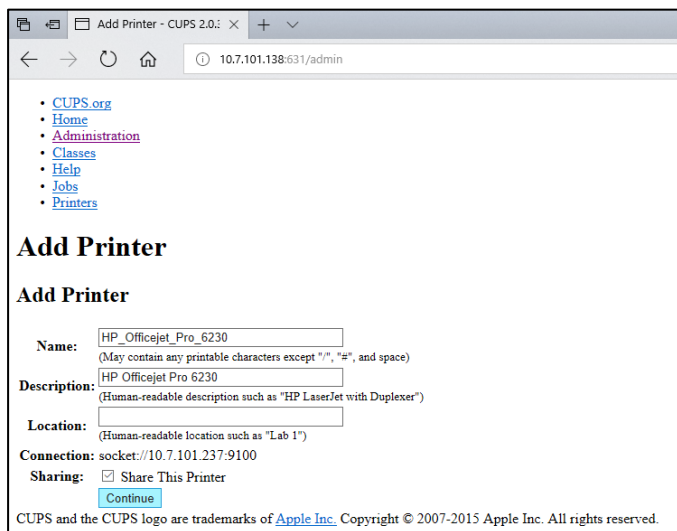 Add Printer - CUPS 2.0.:
10.7.101.138:631/admin
CUPS.org
Home
Administration
Classes
Help
Jobs
Printers
Add Printer
Add Printer
Name: HP_Officejet_Pro_6230
(May contain any printable characters except "/", "#", and space)
Description: HP Officejet Pro 6230
(Human-readable description such as "HP LaserJet with Duplexer")
Location:
(Human-readable location such as "Lab 1")
Connection: socket://10.7.101.237:9100
Sharing: Share This Printer
Continue
CUPS and the CUPS logo are trademarks of Apple Inc. Copyright © 2007-2015 Apple Inc. All rights reserved.